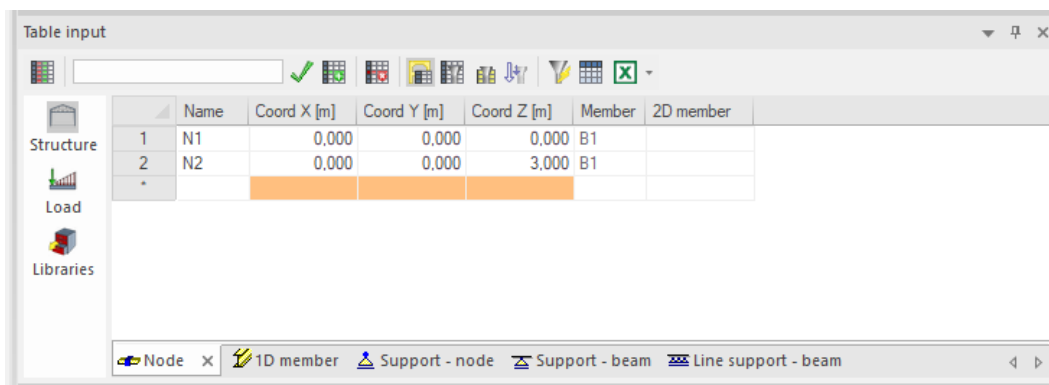 Table input
Structure
Load
Libraries
Name Coord X [m] Coord Y [m] Coord Z [m] Member 2D member
1 N1 0,000 0,000 0,000 B1
2 N2 0,000 0,000 3,000 B1
*
Node 1D member Support - node Support - beam Line support - beam